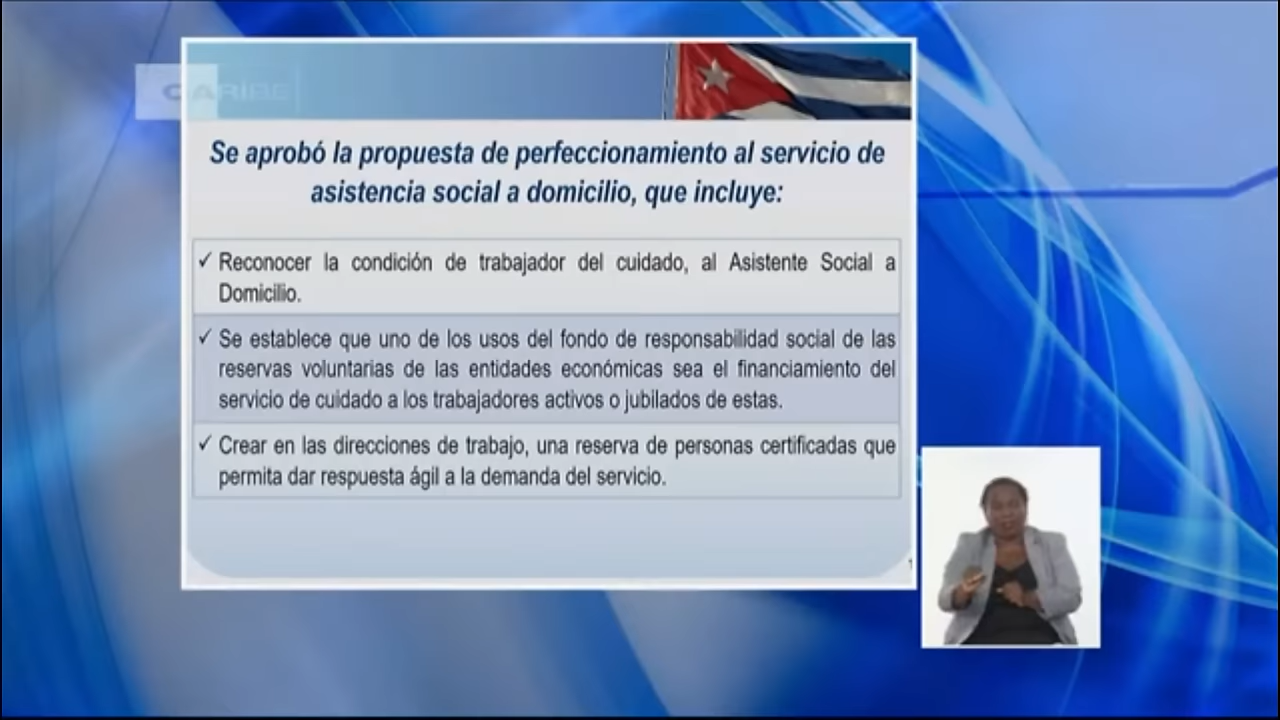 CARIBE
Se aprobó la propuesta de perfeccionamiento al servicio de
asistencia social a domicilio, que incluye:
✓ Reconocer la condición de trabajador del cuidado, al Asistente Social a
Domicilio.
✓ Se establece que uno de los usos del fondo de responsabilidad social de las
reservas voluntarias de las entidades económicas sea el financiamiento del
servicio de cuidado a los trabajadores activos o jubilados de estas.
✓ Crear en las direcciones de trabajo, una reserva de personas certificadas que
permita dar respuesta ágil a la demanda del servicio.